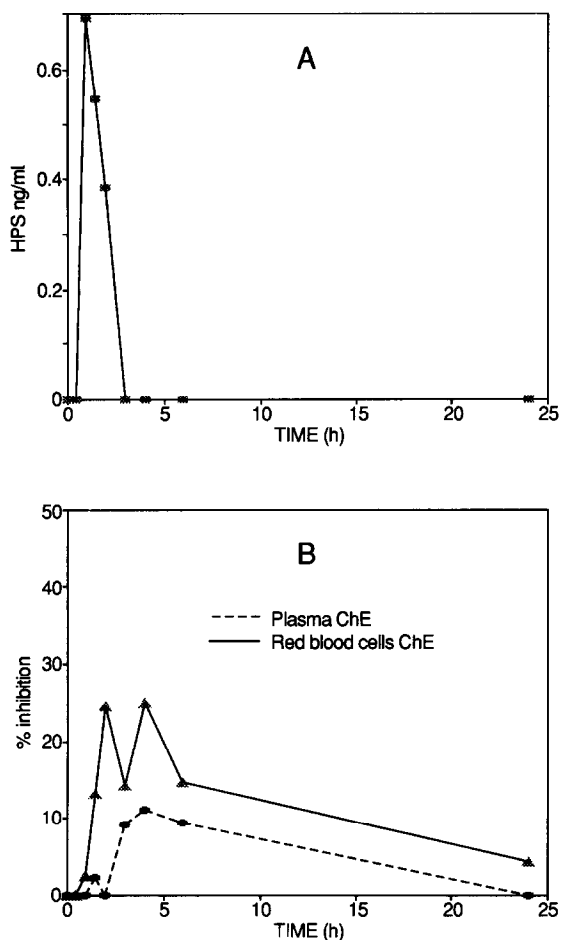 A
HPS ng/ml
0.6
0.4
0.2
0
0 5 10 15 20 25
TIME (h)
B
% inhibition
50
40
30
20
10
0
Plasma ChE
Red blood cells ChE
0 5 10 15 20 25
TIME (h)